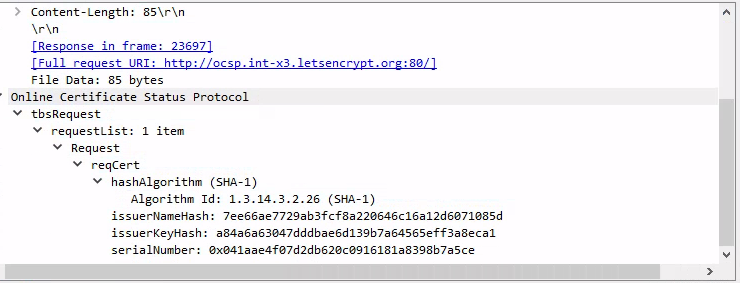 Content-Length: 85\r\n
\r\n
[Response in frame: 23697]
[Full request URI: http://ocsp.int-x3.letsencrypt.org:80/]
File Data: 85 bytes
Online Certificate Status Protocol
tbsRequest
requestList: 1 item
Request
reqCert
hashAlgorithm (SHA-1)
Algorithm Id: 1.3.14.3.2.26 (SHA-1)
issuerNameHash: 7ee66ae7729ab3fcf8a220646c16a12d6071085d
issuerKeyHash: a84a6a63047dddbae6d139b7a64565eff3a8eca1
serialNumber: 0x041aae4f07d2db620c0916181a8398b7a5ce